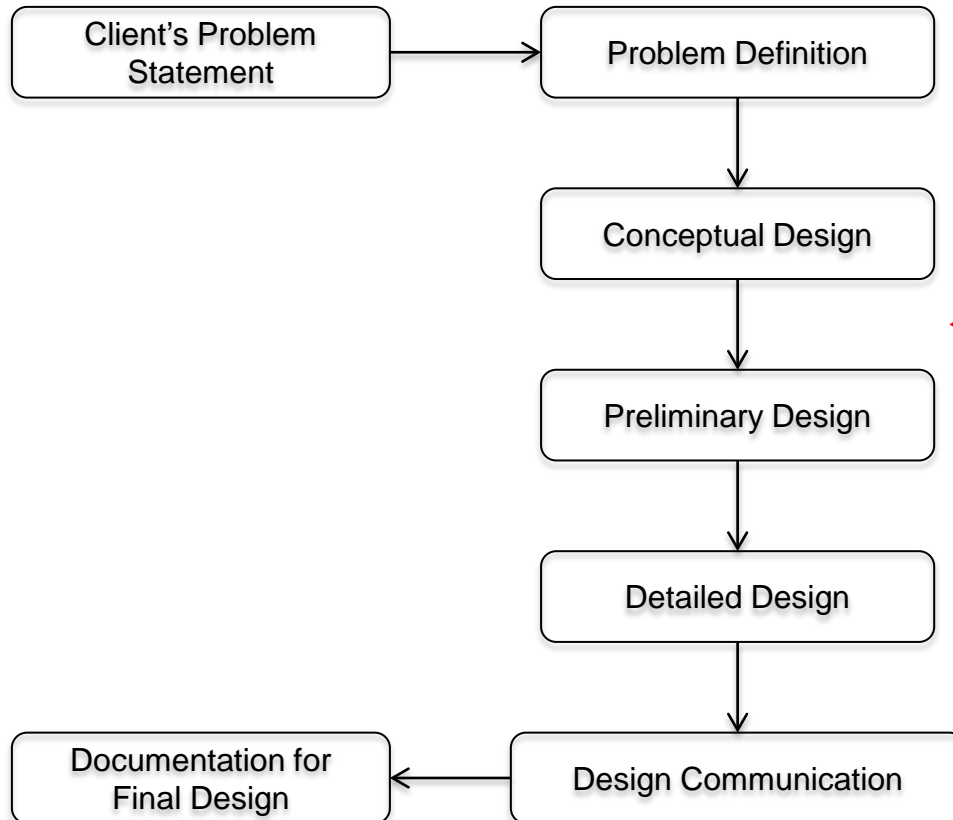 Client’s Problem
Statement
Problem Definition
Conceptual Design
Preliminary Design
Detailed Design
Documentation for
Final Design
Design Communication